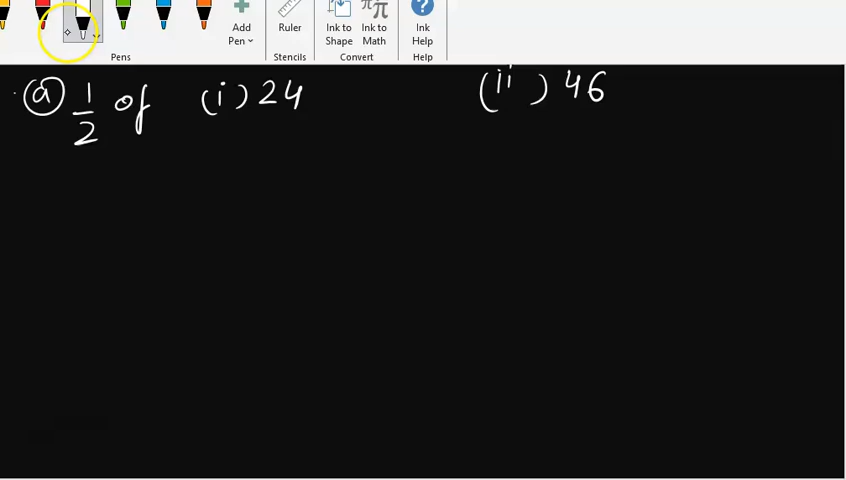 Add Pen
Ruler
Ink to Shape
Ink to Math
Ink Help
Pens
Stencils
Convert
Help
ⓐ 1/2 of (i) 24 (ii) 46